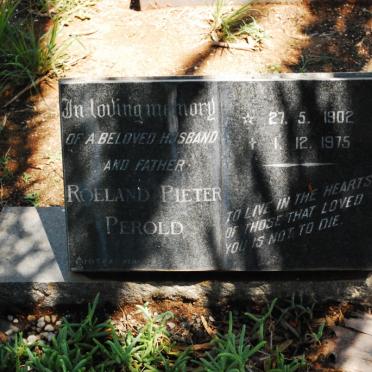 In loving memory
OF A BELOVED HUSBAND
AND FATHER
ROELAND PIETER
PEROLD
☆ 27. 5. 1902
† 1. 12. 1975
TO LIVE IN THE HEARTS
OF THOSE THAT LOVED
YOU IS NOT TO DIE.